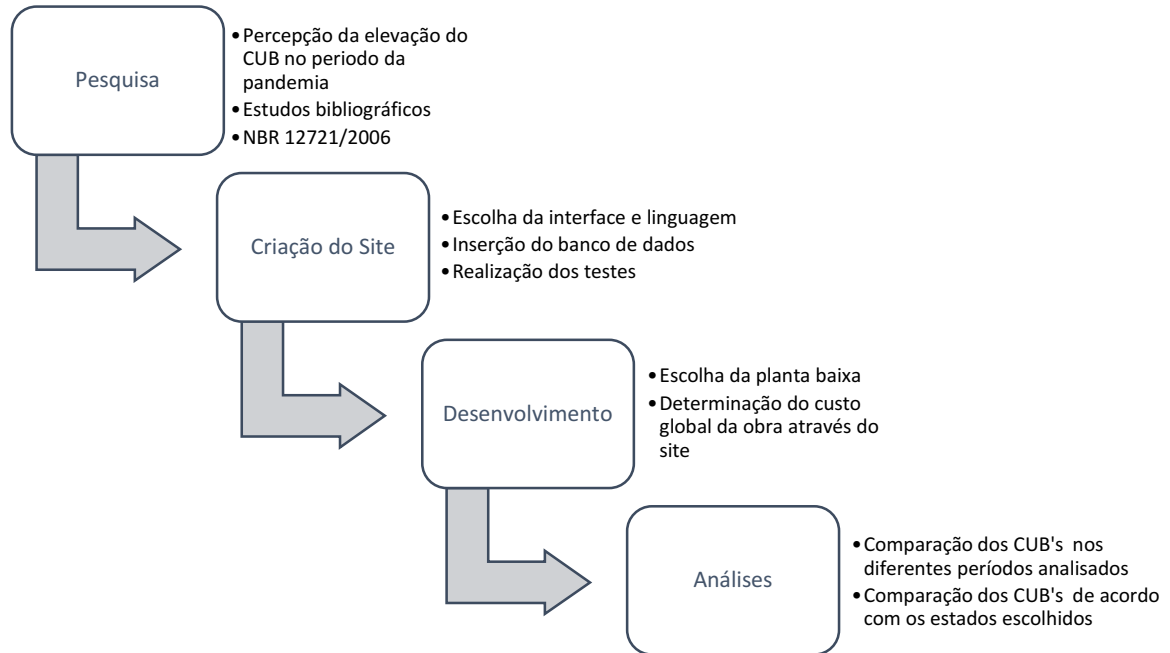 Pesquisa
•Percepção da elevação do
CUB no periodo da
pandemia
•Estudos bibliográficos
•NBR 12721/2006
Criação do Site
•Escolha da interface e linguagem
•Inserção do banco de dados
•Realização dos testes
Desenvolvimento
•Escolha da planta baixa
•Determinação do custo
global da obra através do
site
Análises
•Comparação dos CUB's nos
diferentes períodos analisados
•Comparação dos CUB's de acordo
com os estados escolhidos